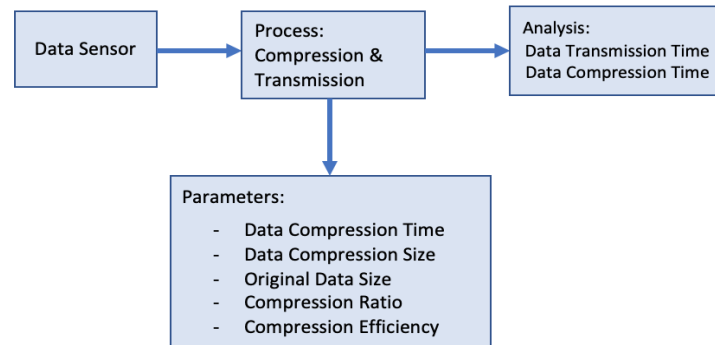 Data Sensor
Process:
Compression &
Transmission
Analysis:
Data Transmission Time
Data Compression Time
Parameters:
- Data Compression Time
- Data Compression Size
- Original Data Size
- Compression Ratio
- Compression Efficiency